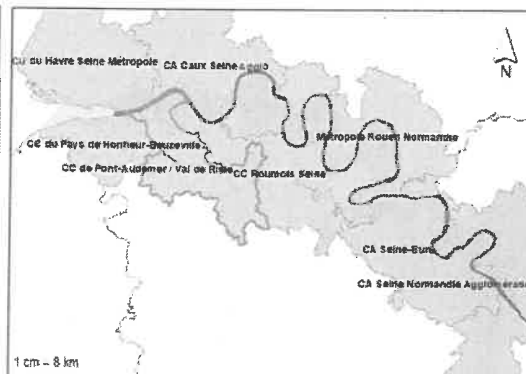 CU du Havre Seine Métropole
CA Caux Seine Agglo
N
Métropole Rouen Normandie
CC du Pays de Honfleur-Beuzeville
CC de Pont-Audemer / Val de Risle
CC Roumois Seine
CA Seine-Eure
CA Seine Normandie Agglomération
1 cm = 8 km